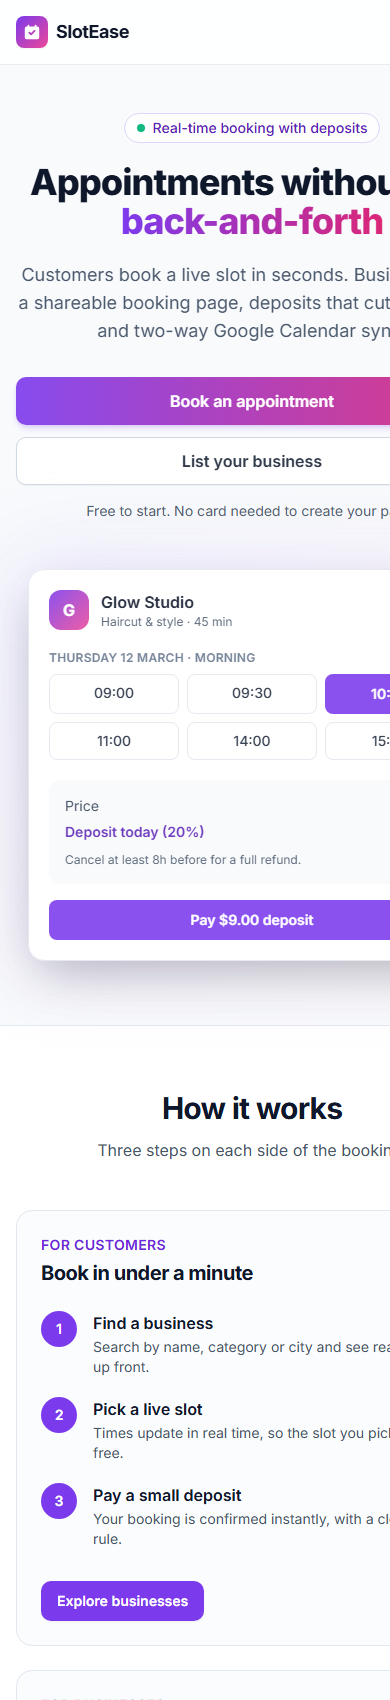 SlotEase
Real-time booking with deposits
Appointments withou
back-and-forth
Customers book a live slot in seconds. Busi
a shareable booking page, deposits that cut
and two-way Google Calendar syn
Book an appointment
List your business
Free to start. No card needed to create your p
G
Glow Studio
Haircut & style · 45 min
THURSDAY 12 MARCH · MORNING
09:00
09:30
10:
11:00
14:00
15:
Price
Deposit today (20%)
Cancel at least 8h before for a full refund.
Pay $9.00 deposit
How it works
Three steps on each side of the bookin
FOR CUSTOMERS
Book in under a minute
1
Find a business
Search by name, category or city and see rea
up front.
2
Pick a live slot
Times update in real time, so the slot you pick
free.
3
Pay a small deposit
Your booking is confirmed instantly, with a cl
rule.
Explore businesses